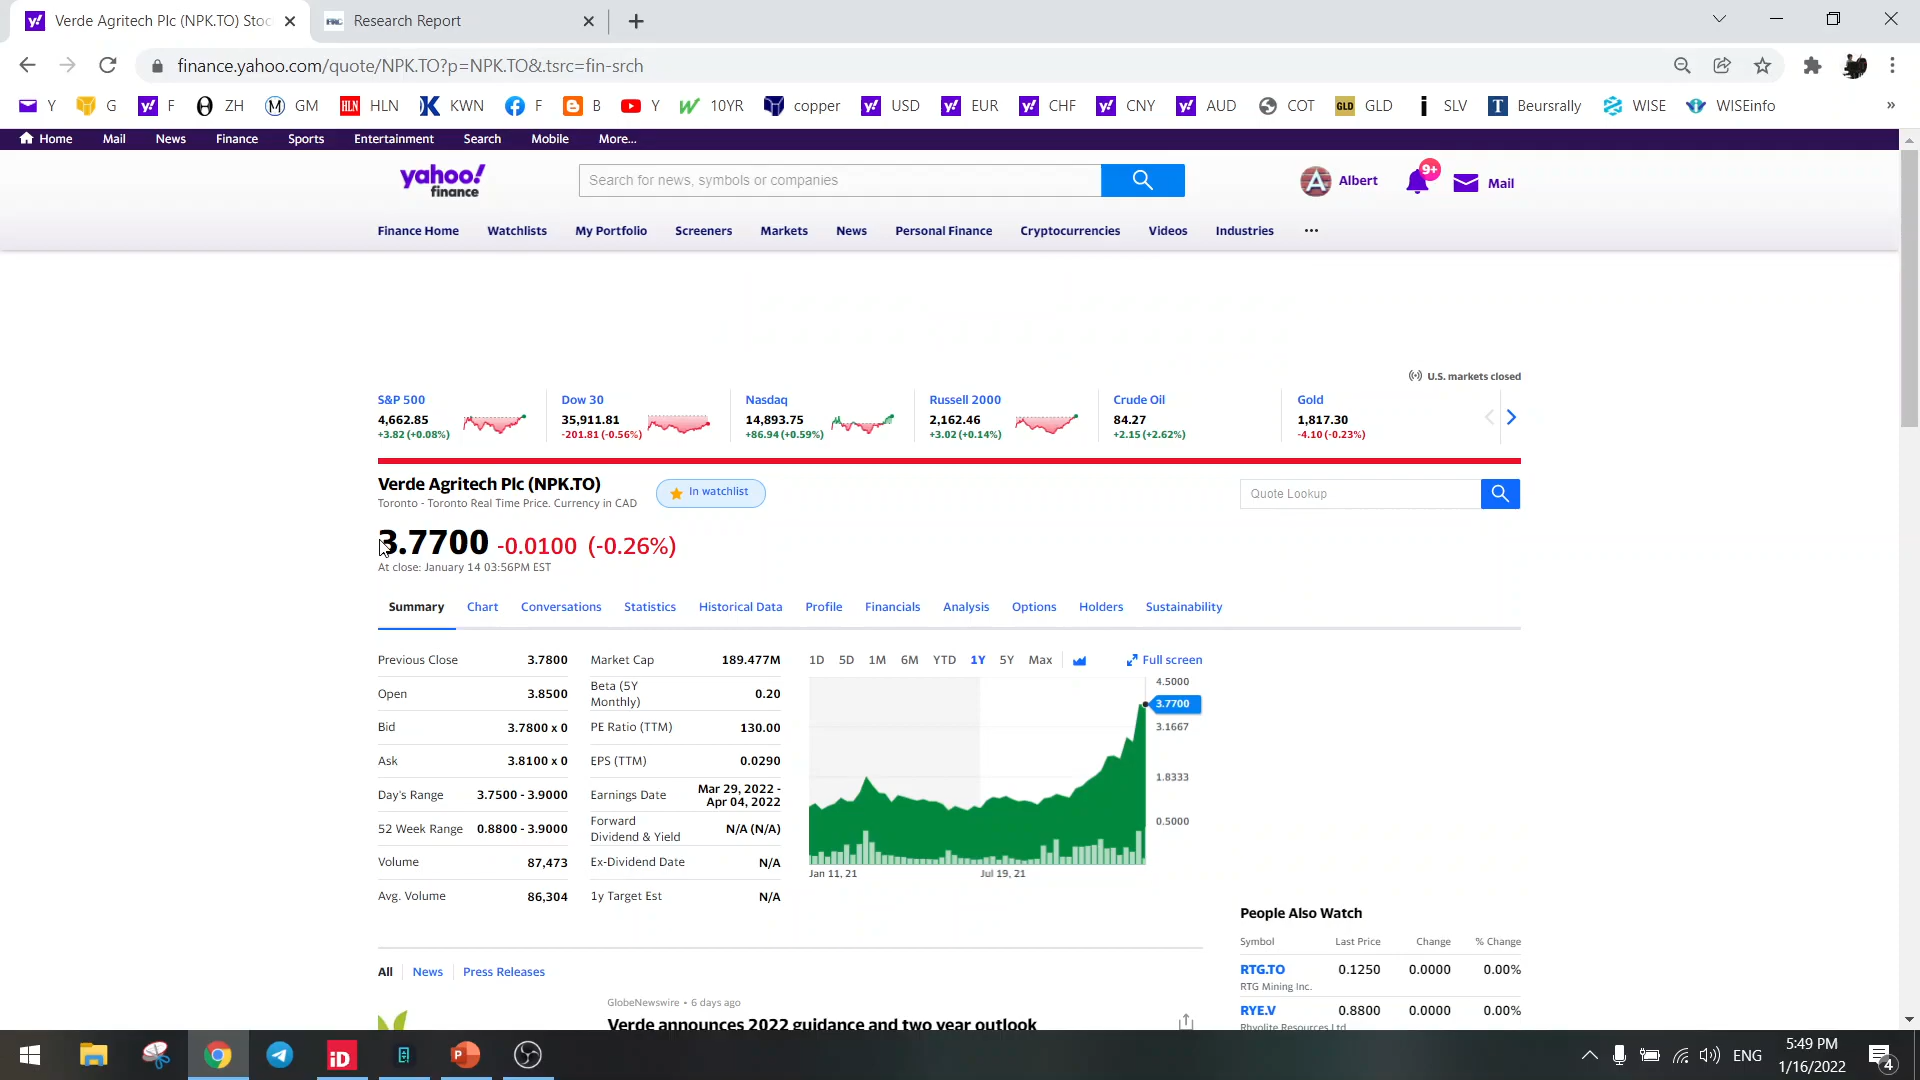 Verde Agritech Plc (NPK.TO) Stoc
Research Report
finance.yahoo.com/quote/NPK.TO?p=NPK.TO&.tsrc=fin-srch
Y G F ZH GM HLN KWN F B Y 10YR copper USD EUR CHF CNY AUD COT GLD SLV Beursrally WISE WISEinfo »
Home Mail News Finance Sports Entertainment Search Mobile More...
yahoo!
finance
Search for news, symbols or companies
Albert
9+
Mail
Finance Home Watchlists My Portfolio Screeners Markets News Personal Finance Cryptocurrencies Videos Industries ...
U.S. markets closed
S&P 500 Dow 30 Nasdaq Russell 2000 Crude Oil Gold
4,662.85 35,911.81 14,893.75 2,162.46 84.27 1,817.30
+3.82 (+0.08%) -201.81 (-0.56%) +86.94 (+0.59%) +3.02 (+0.14%) +2.15 (+2.62%) -4.10 (-0.23%)
Verde Agritech Plc (NPK.TO)
Toronto - Toronto Real Time Price. Currency in CAD
In watchlist
Quote Lookup
3.7700 -0.0100 (-0.26%)
At close: January 14 03:56PM EST
Summary Chart Conversations Statistics Historical Data Profile Financials Analysis Options Holders Sustainability
Previous Close 3.7800
Open 3.8500
Bid 3.7800 x 0
Ask 3.8100 x 0
Day's Range 3.7500 - 3.9000
52 Week Range 0.8800 - 3.9000
Volume 87,473
Avg. Volume 86,304
Market Cap 189.477M
Beta (5Y
Monthly) 0.20
PE Ratio (TTM) 130.00
EPS (TTM) 0.0290
Earnings Date Mar 29, 2022 -
Apr 04, 2022
Forward
Dividend & Yield N/A (N/A)
Ex-Dividend Date N/A
1y Target Est N/A
1D 5D 1M 6M YTD 1Y 5Y Max Full screen
4.5000
3.7700
3.1667
1.8333
0.5000
Jan 11, 21 Jul 19, 21
People Also Watch
Symbol Last Price Change % Change
RTG.TO 0.1250 0.0000 0.00%
RTG Mining Inc.
RYE.V 0.8800 0.0000 0.00%
Rhyolite Resources Ltd
All News Press Releases
GlobeNewswire • 6 days ago
Verde announces 2022 guidance and two year outlook
ENG
5:49 PM
1/16/2022
4